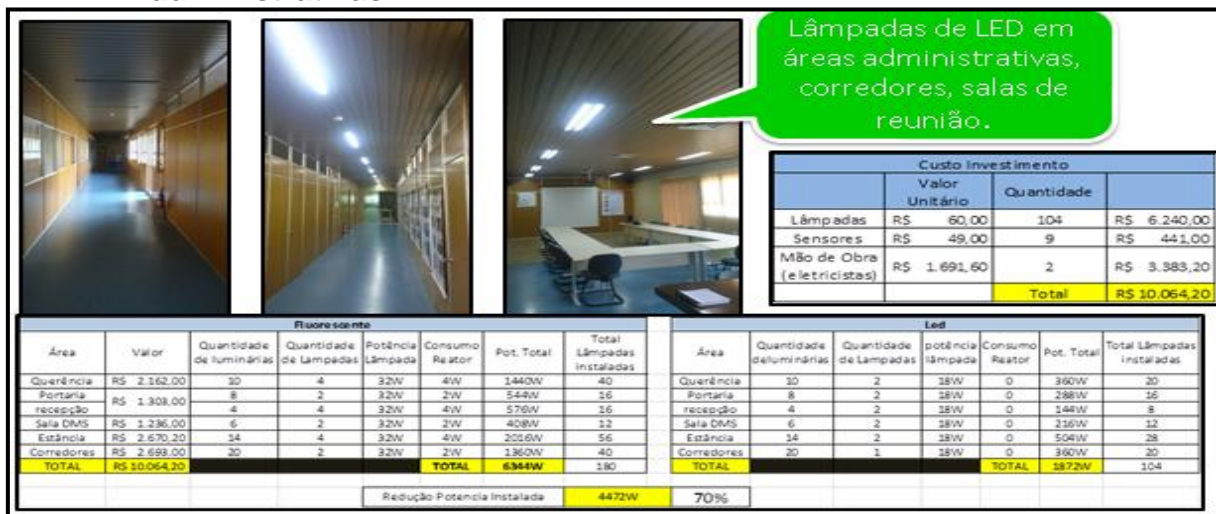 Lâmpadas de LED em
áreas administrativas,
corredores, salas de
reunião.
Custo Investimento
Valor Unitário Quantidade
Lâmpadas R$ 60,00 104 R$ 6.240,00
Sensores R$ 49,00 9 R$ 441,00
Mão de Obra (eletricistas) R$ 1.691,60 2 R$ 3.383,20
Total R$ 10.064,20
Fluorescente
Área Valor Quantidade de luminárias Quantidade de Lampadas Potência Lâmpada Consumo Reator Pot. Total Total Lâmpadas instaladas
Querência R$ 2.162,00 10 4 32W 4W 1440W 40
Portaria R$ 1.303,00 8 2 32W 2W 544W 16
recepção 4 4 32W 4W 576W 16
Sala DMS R$ 1.236,00 6 2 32W 2W 408W 12
Estância R$ 2.670,20 14 4 32W 4W 2016W 56
Corredores R$ 2.693,00 20 2 32W 2W 1360W 40
TOTAL R$ 10.064,20 TOTAL 6344W 180
Led
Área Quantidade deluminárias Quantidade de Lampadas potência lâmpada Consumo Reator Pot. Total Total Lâmpadas instaladas
Querência 10 2 18W 0 360W 20
Portaria 8 2 18W 0 288W 16
recepção 4 2 18W 0 144W 8
Sala DMS 6 2 18W 0 216W 12
Estância 14 2 18W 0 504W 28
Corredores 20 1 18W 0 360W 20
TOTAL TOTAL 1872W 104
Redução Potencia Instalada 4472W 70%